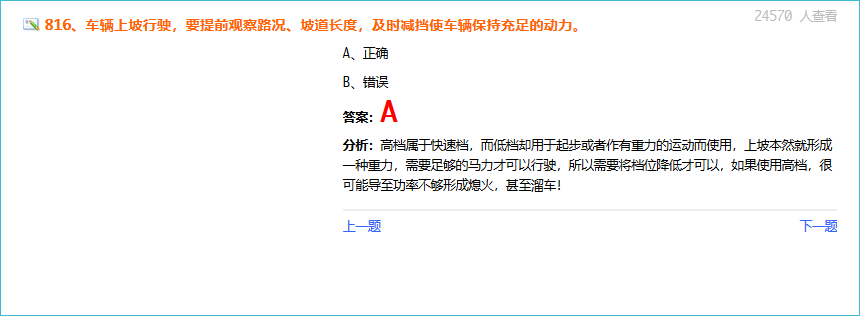 816、车辆上坡行驶，要提前观察路况、坡道长度，及时减挡使车辆保持充足的动力。
24570 人查看
A、正确
B、错误
答案：A
分析：高档属于快速档，而低档却用于起步或者作有重力的运动而使用，上坡本然就形成
一种重力，需要足够的马力才可以行驶，所以需要将档位降低才可以，如果使用高档，很
可能导至功率不够形成熄火，甚至溜车！
上一题
下一题